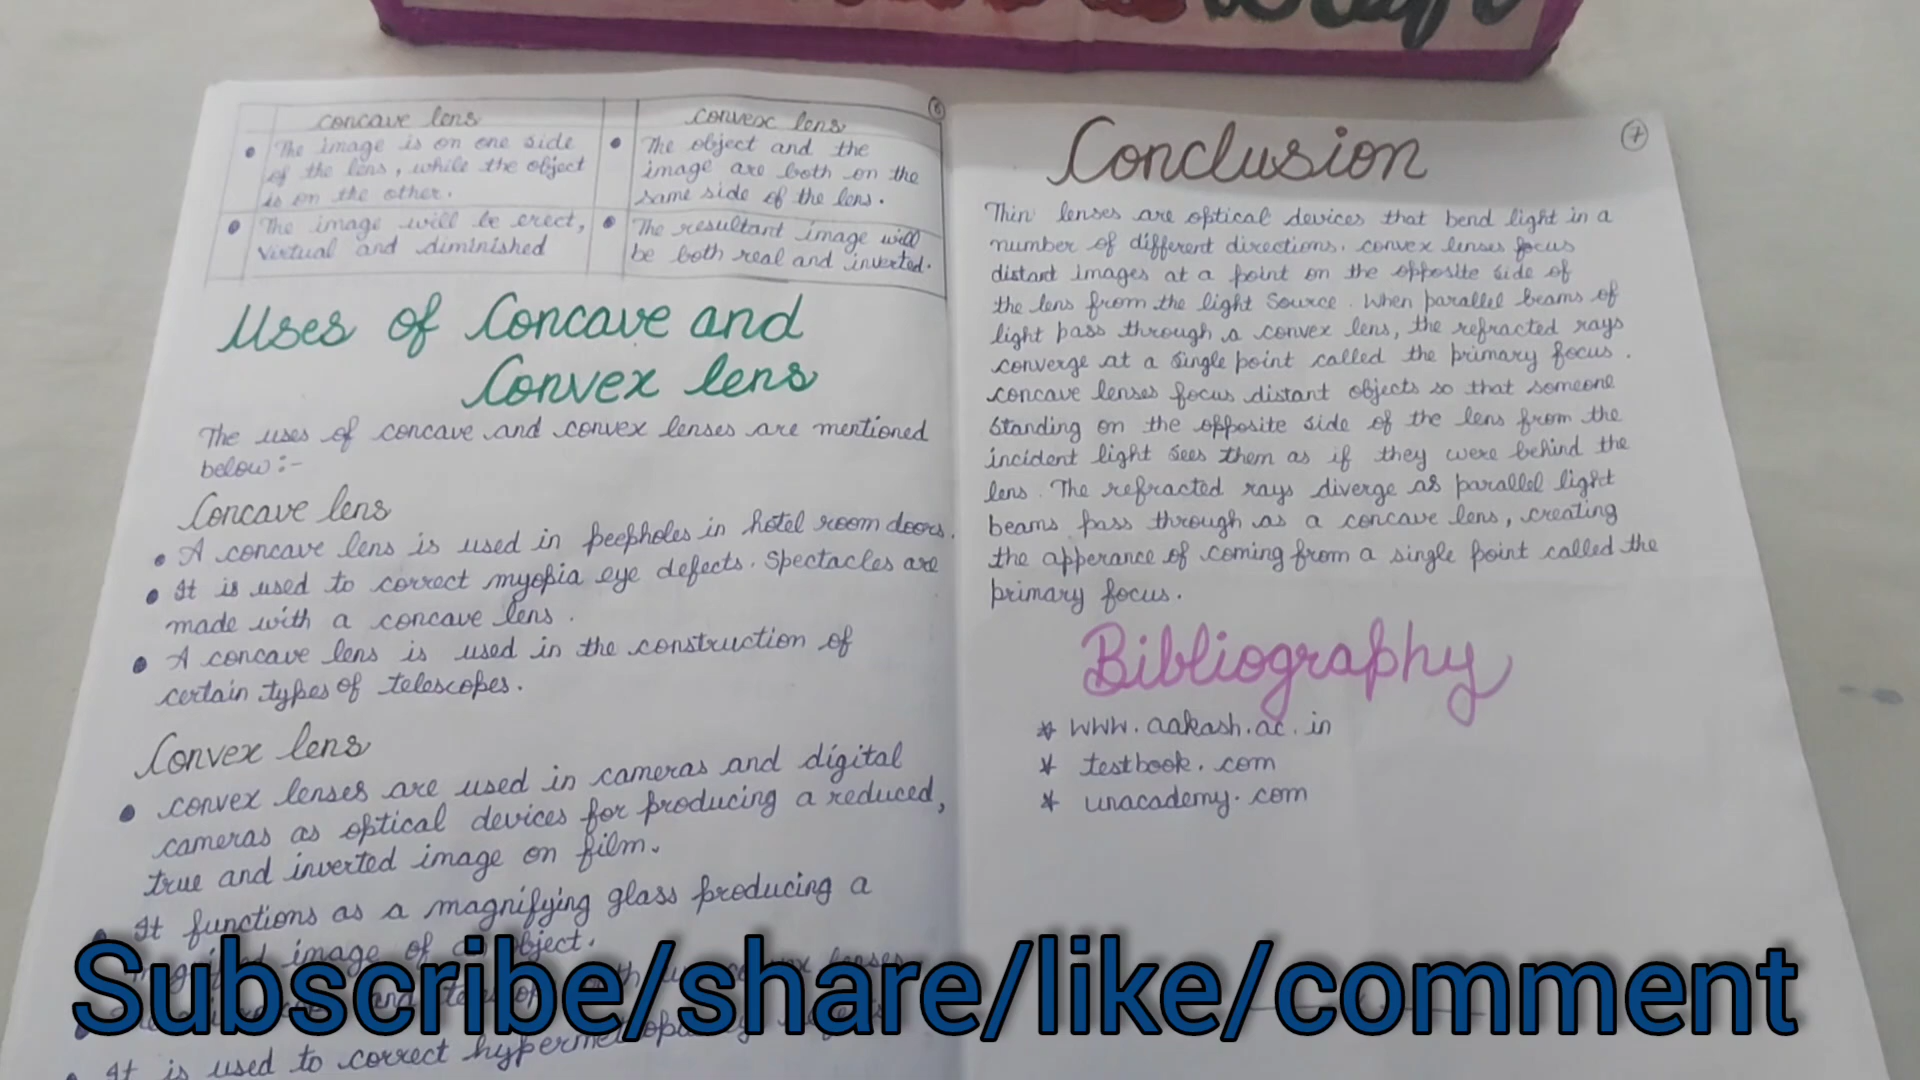 6
concave lens
convex lens
• The image is on one side
of the lens, while the object
is on the other.
• The object and the
image are both on the
same side of the lens.
• The image will be erect,
virtual and diminished
• The resultant image will
be both real and inverted.
Uses of Concave and
Convex lens
The uses of concave and convex lenses are mentioned
below :-
Concave lens
• A concave lens is used in peepholes in hotel room doors.
• It is used to correct myopia eye defects. Spectacles are
made with a concave lens.
• A concave lens is used in the construction of
certain types of telescopes.
Convex lens
• convex lenses are used in cameras and digital
cameras as optical devices for producing a reduced,
true and inverted image on film.
• It functions as a magnifying glass producing a
image of object.
and
It is used to correct
7
Conclusion
Thin lenses are optical devices that bend light in a
number of different directions. convex lenses focus
distant images at a point on the opposite side of
the lens from the light source. When parallel beams of
light pass through a convex lens, the refracted rays
converge at a single point called the primary focus.
concave lenses focus distant objects so that someone
standing on the opposite side of the lens from the
incident light sees them as if they were behind the
lens. The refracted rays diverge as parallel light
beams pass through as a concave lens, creating
the apperance of coming from a single point called the
primary focus.
Bibliography
* www.aakash.ac.in
* testbook.com
* unacademy.com
Subscribe/share/like/comment